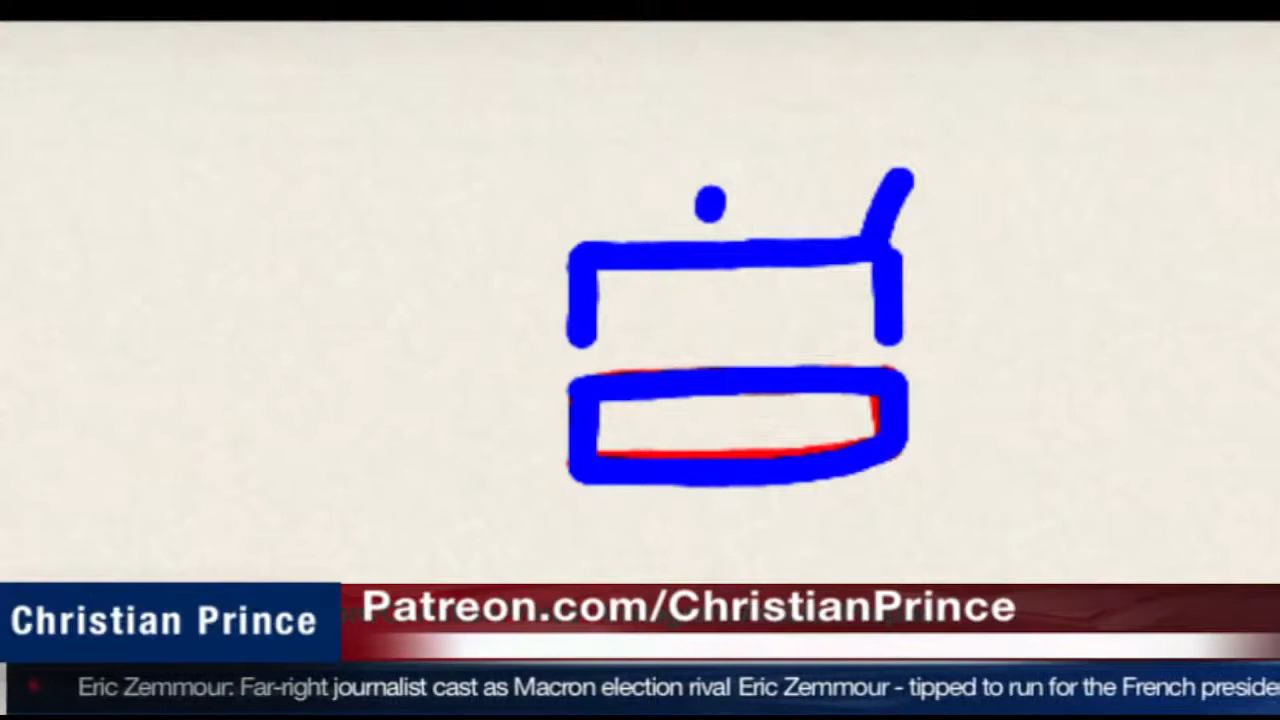 Patreon.com/ChristianPrince
Christian Prince
Eric Zemmour: Far-right journalist cast as Macron election rival Eric Zemmour - tipped to run for the French preside